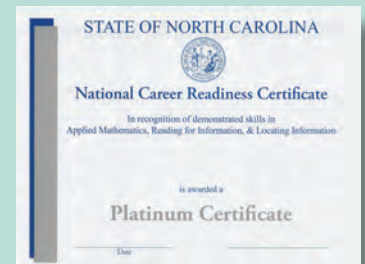 STATE OF NORTH CAROLINA
National Career Readiness Certificate
In recognition of demonstrated skills in
Applied Mathematics, Reading for Information, & Locating Information
is awarded a
Platinum Certificate
Date